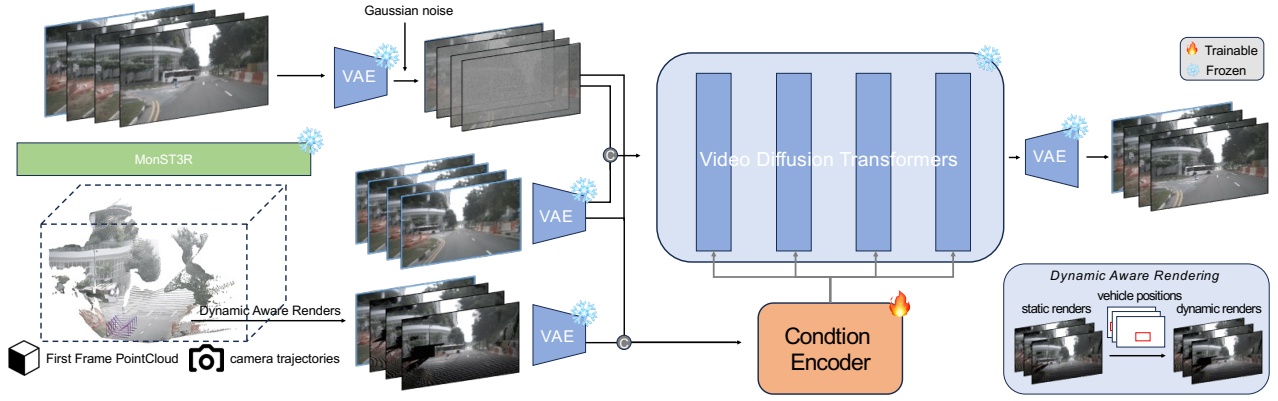 Gaussian noise
VAE
Trainable
Frozen
MonST3R
C
Video Diffusion Transformers
VAE
VAE
Dynamic Aware Renders
VAE
C
Condtion
Encoder
First Frame PointCloud
camera trajectories
Dynamic Aware Rendering
vehicle positions
static renders
dynamic renders